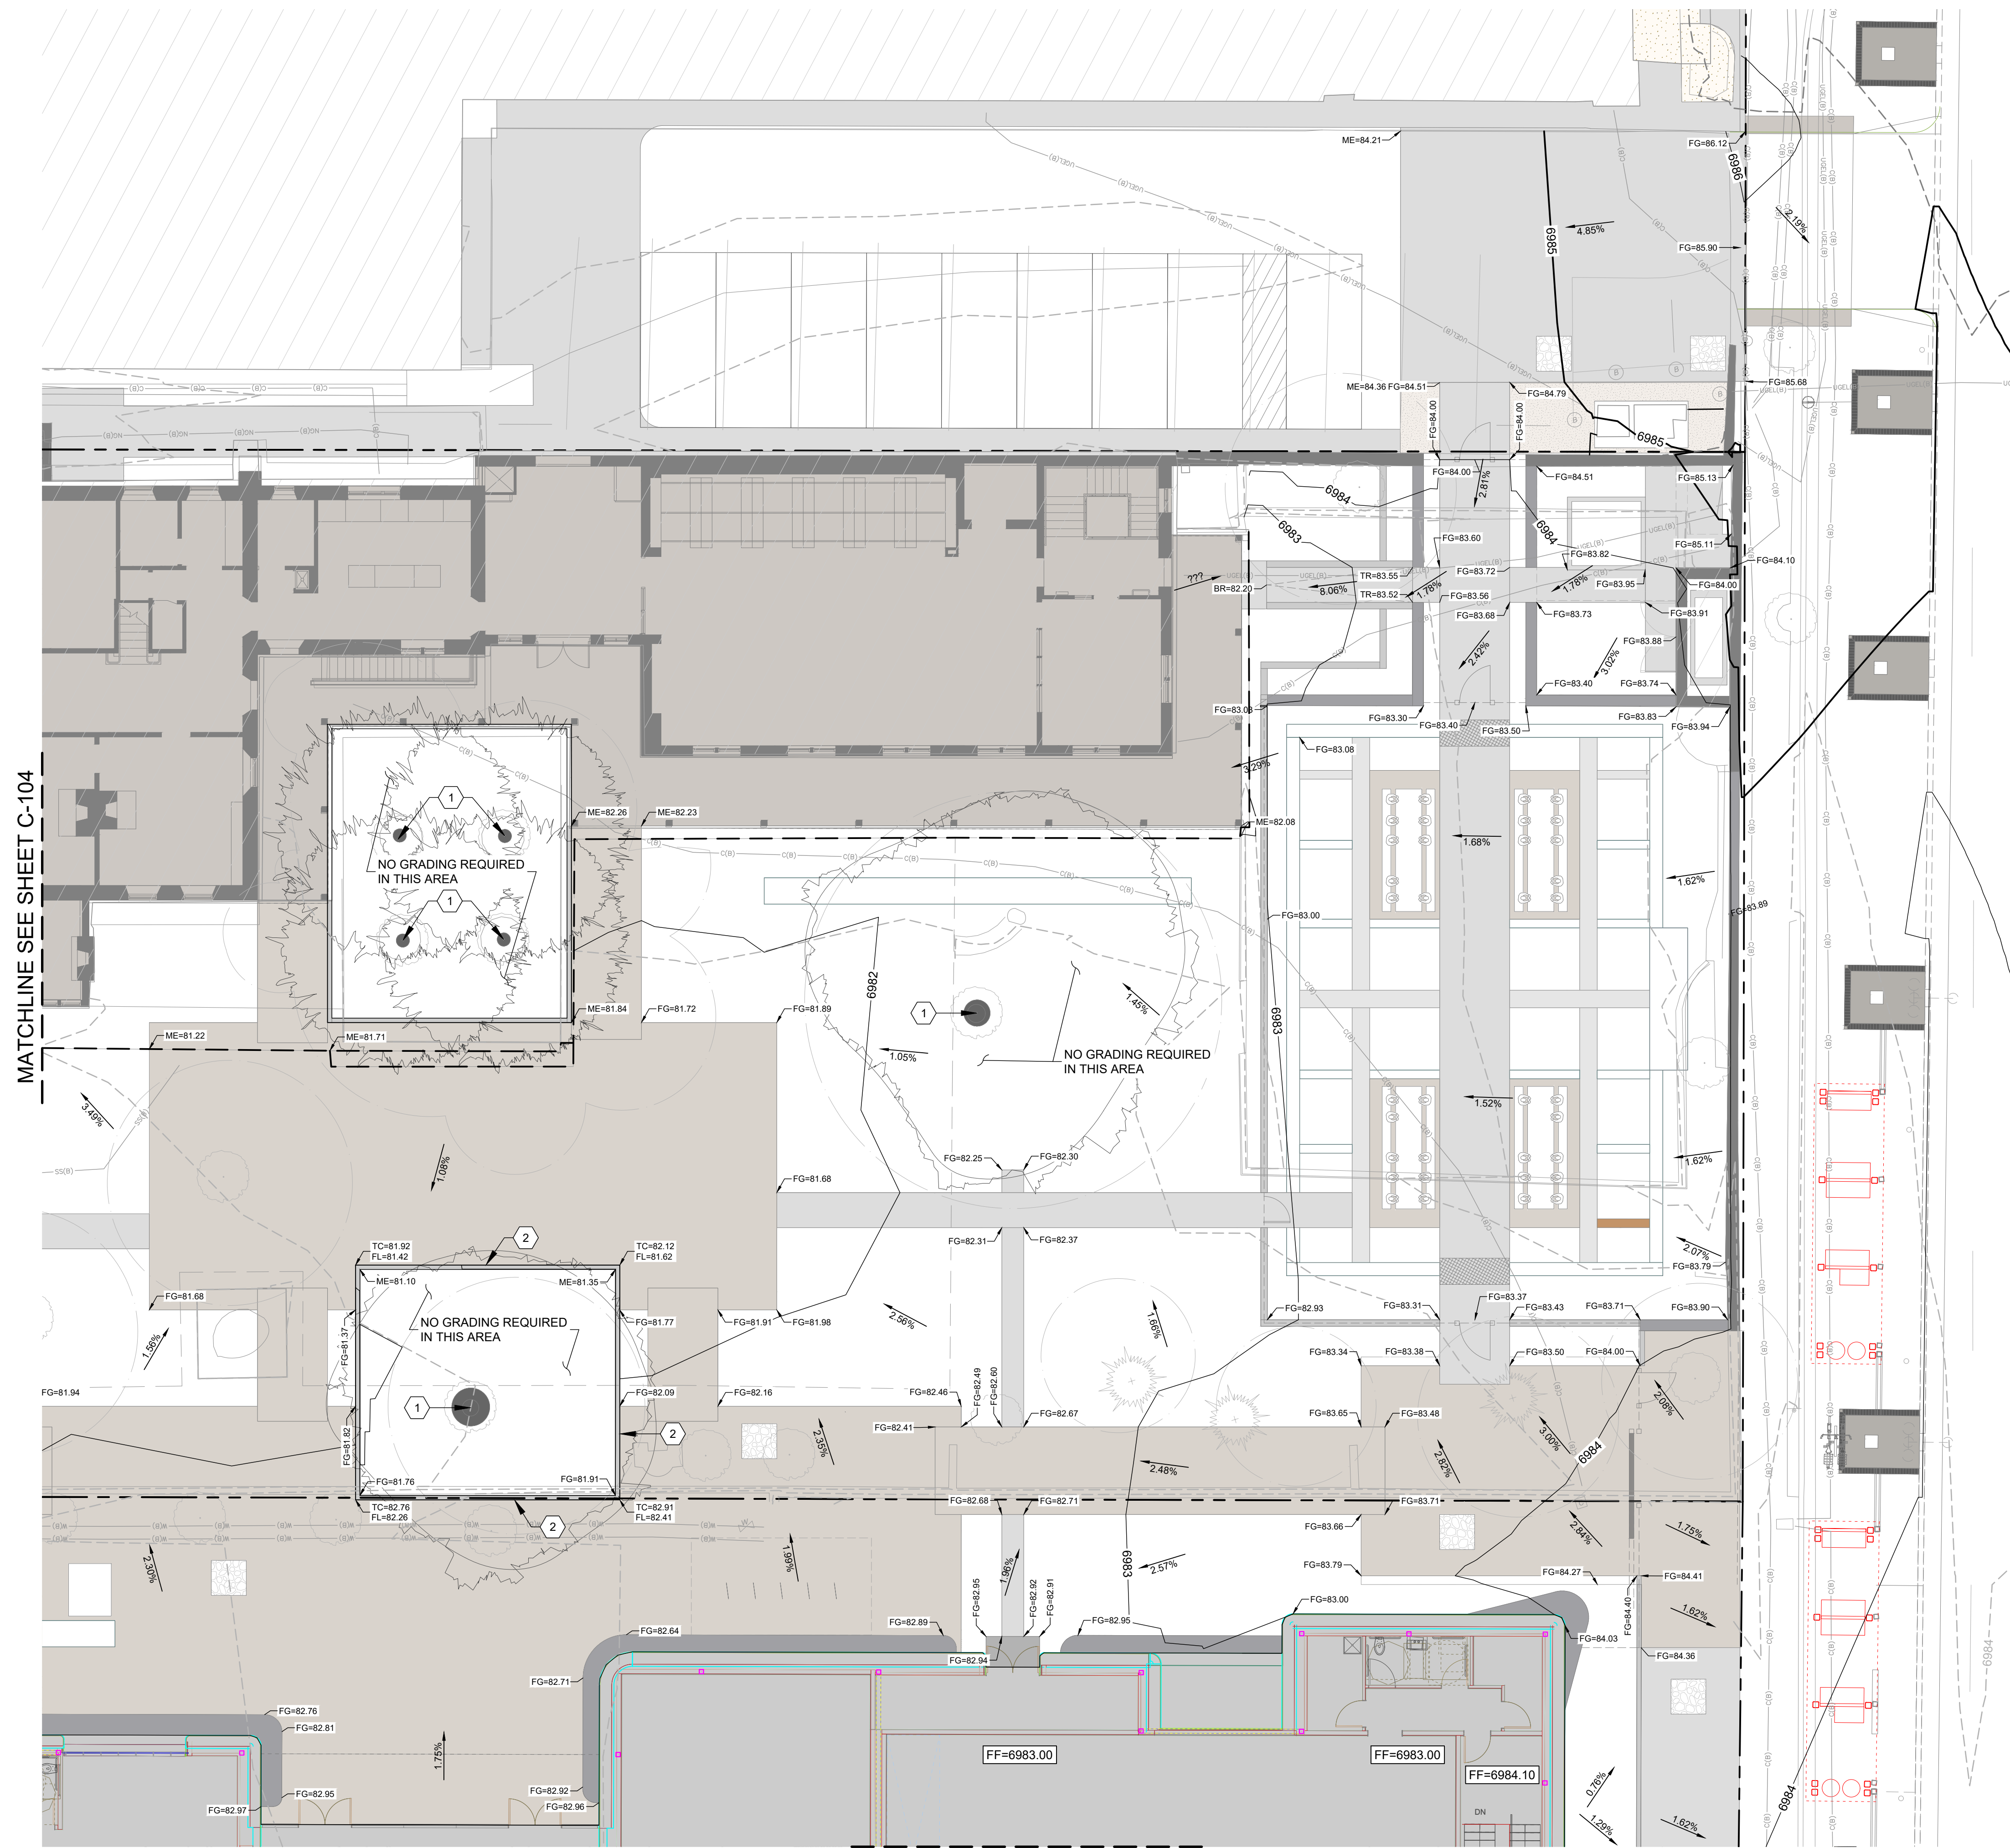 ME=84.21
FG=86.12
6986
2.19%
6985
4.85%
FG=85.90
ME=84.36 FG=84.51
FG=84.79
FG=85.68
FG=84.00
FG=84.00
6985
FG=84.00
2.81%
FG=84.51
FG=85.13
6984
6983
6984
FG=83.60
FG=83.82
FG=85.11
FG=84.10
???
BR=82.20
8.06%
TR=83.55
TR=83.52
1.78%
FG=83.72
FG=83.56
1.78%
FG=83.95
FG=84.00
FG=83.68
FG=83.73
FG=83.91
FG=83.88
2.42%
3.02%
FG=83.40
FG=83.74
FG=83.03
FG=83.30
FG=83.40
FG=83.50
FG=83.83
FG=83.94
3.29%
FG=83.08
MATCHLINE SEE SHEET C-104
1
NO GRADING REQUIRED
IN THIS AREA
1
ME=82.26
ME=82.23
ME=82.08
1.68%
1.62%
FG=83.89
FG=83.00
6982
1
1.45%
1.05%
NO GRADING REQUIRED
IN THIS AREA
6983
1.52%
1.62%
ME=81.22
ME=81.71
ME=81.84
FG=81.72
FG=81.89
3.49%
SS(B)
SS(B)
1.08%
FG=82.25
FG=82.30
FG=81.68
FG=82.31
FG=82.37
TC=81.92
FL=81.42
2
TC=82.12
FL=81.62
ME=81.10
ME=81.35
FG=81.68
FG=81.37
NO GRADING REQUIRED
IN THIS AREA
FG=81.77
FG=81.91
FG=81.98
2.56%
1.66%
1.56%
2.07%
FG=83.79
FG=82.93
FG=83.31
FG=83.37
FG=83.43
FG=83.71
FG=83.90
FG=83.34
FG=83.38
FG=83.50
FG=84.00
FG=81.94
FG=81.82
1
FG=82.09
FG=82.16
FG=82.46
FG=82.49
FG=82.60
FG=82.41
FG=82.67
FG=83.65
FG=83.48
2.08%
2
2.35%
2.48%
2.82%
3.00%
6984
FG=81.76
FG=81.91
TC=82.76
FL=82.26
2
TC=82.91
FL=82.41
FG=82.68
FG=82.71
FG=83.71
FG=83.66
2.84%
1.75%
2.30%
1.99%
1.96%
6983
2.57%
FG=83.79
FG=84.27
FG=84.41
FG=84.40
1.62%
FG=82.95
FG=82.92
FG=82.91
FG=82.89
FG=82.95
FG=83.00
FG=82.64
FG=82.94
FG=84.03
FG=84.36
FG=82.71
FG=82.76
FG=82.81
1.75%
FG=82.95
FG=82.97
FG=82.92
FG=82.96
FF=6983.00
FF=6983.00
FF=6984.10
DN
0.76%
1.29%
1.62%
6984
6984